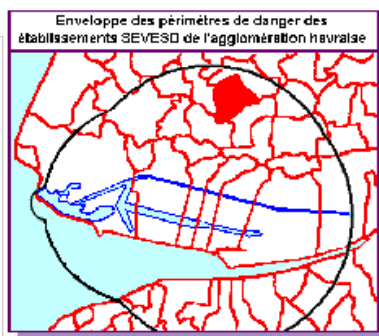 Enveloppe des périmètres de danger des
établissements SEVESO de l'agglomération havraise